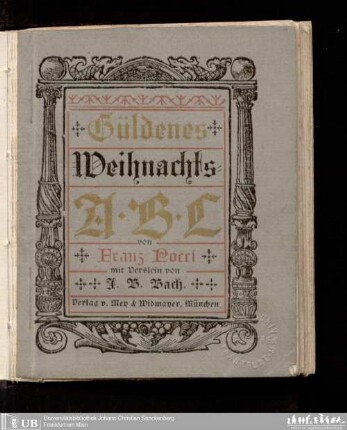 Güldenes
Weihnachts-
A·B·C
von
Franz Pocci
mit Verslein von
J. B. Bach.
Verlag v. Mey & Widmayer, München
UB
Universitätsbibliothek Johann Christian Senckenberg
Frankfurt am Main